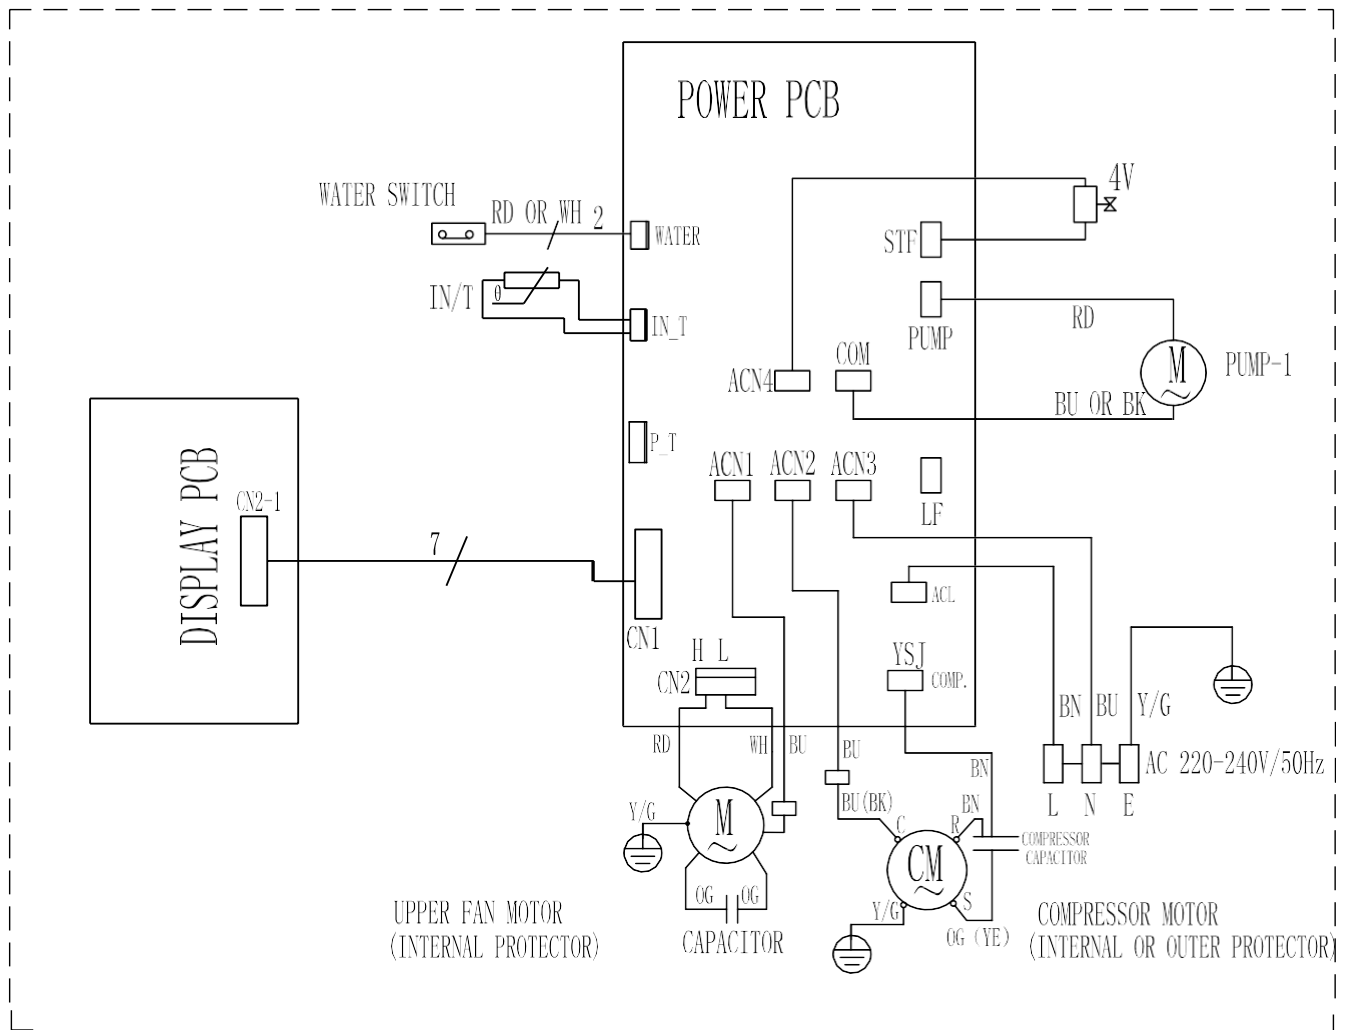 POWER PCB
4V
WATER SWITCH
RD OR WH 2
WATER
STF
IN/T
θ
IN_T
RD
PUMP
COM
M
~
PUMP-1
ACN4
BU OR BK
P_T
ACN1
ACN2
ACN3
LF
DISPLAY PCB
CN2-1
7
CN1
ACL
H L
CN2
YSJ
COMP.
BN
BU
Y/G
RD
WH
BU
BU
BN
AC 220-240V/50Hz
L
N
E
Y/G
M
~
BU(BK)
C
R
BN
COMPRESSOR
CAPACITOR
CM
~
S
OG
OG
Y/G
OG (YE)
CAPACITOR
UPPER FAN MOTOR
(INTERNAL PROTECTOR)
COMPRESSOR MOTOR
(INTERNAL OR OUTER PROTECTOR)